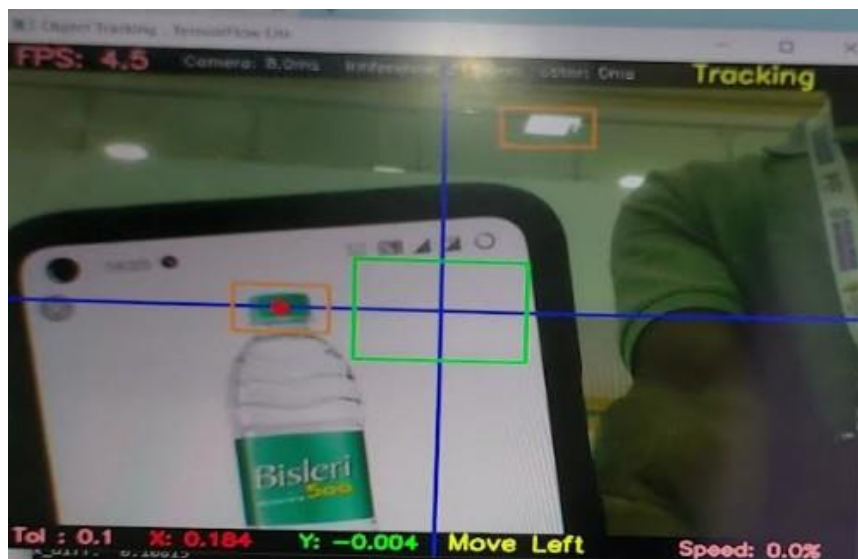 Object Tracking - TensorFlow Lite
FPS: 4.5 Camera: 8.0ms Tracking
Bisleri
500
Tol : 0.1 X: 0.184 Y: -0.004 Move Left Speed: 0.0%